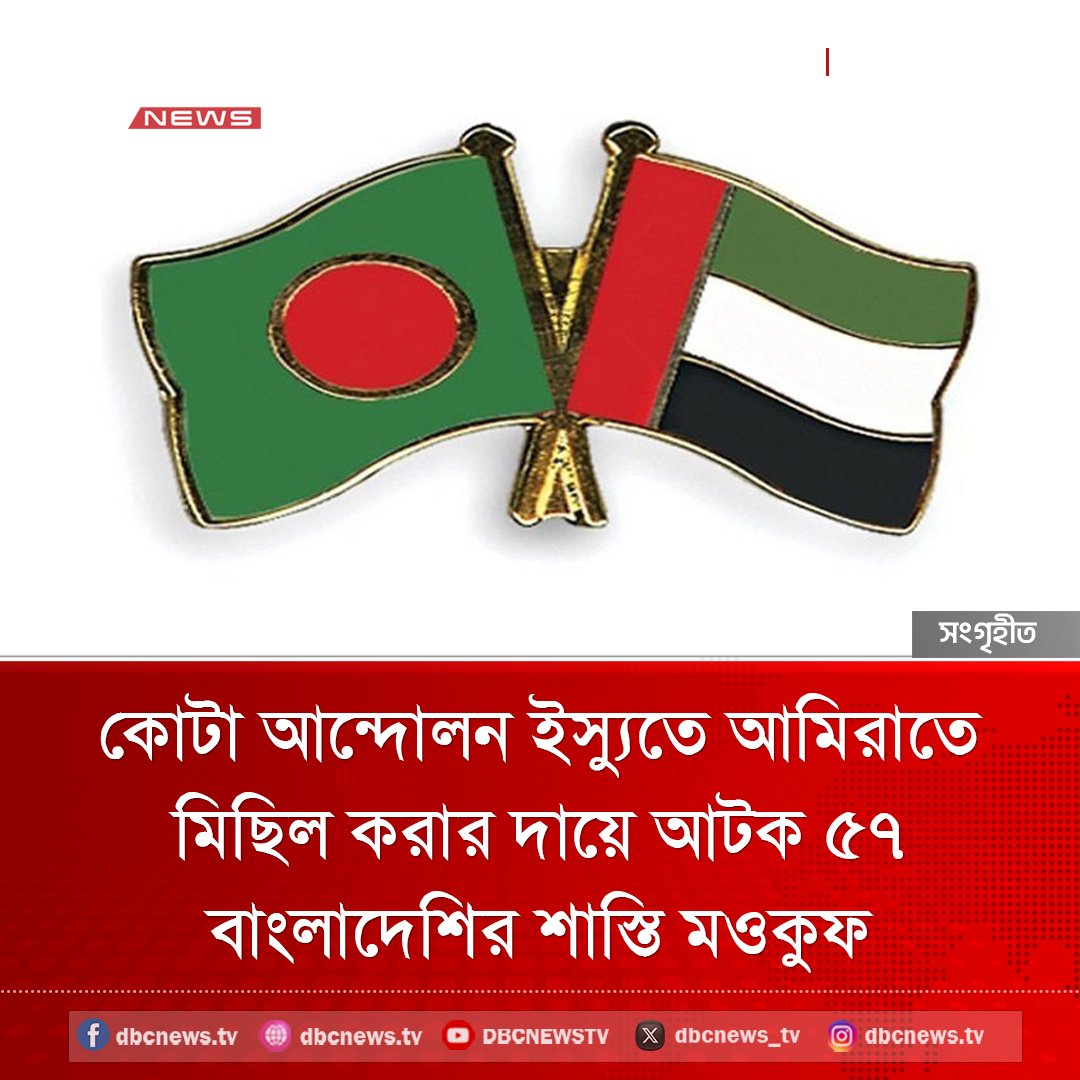 NEWS
সংগৃহীত
কোটা আন্দোলন ইস্যুতে আমিরাতে
মিছিল করার দায়ে আটক ৫৭
বাংলাদেশির শাস্তি মওকুফ
dbcnews.tv dbcnews.tv DBCNEWSTV dbcnews_tv dbcnews.tv